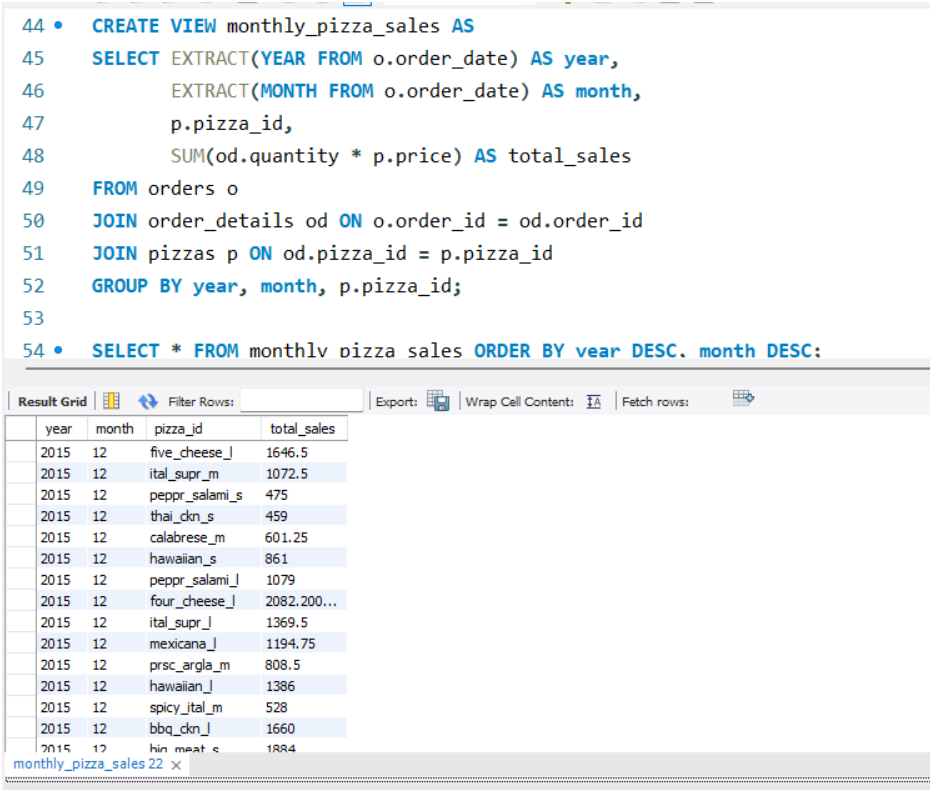 44 CREATE VIEW monthly_pizza_sales AS
45 SELECT EXTRACT(YEAR FROM o.order_date) AS year,
46 EXTRACT(MONTH FROM o.order_date) AS month,
47 p.pizza_id,
48 SUM(od.quantity * p.price) AS total_sales
49 FROM orders o
50 JOIN order_details od ON o.order_id = od.order_id
51 JOIN pizzas p ON od.pizza_id = p.pizza_id
52 GROUP BY year, month, p.pizza_id;
53
54 SELECT * FROM monthly_pizza_sales ORDER BY year DESC, month DESC;
Result Grid Filter Rows: Export: Wrap Cell Content: IA Fetch rows:
year month pizza_id total_sales
2015 12 five_cheese_l 1646.5
2015 12 ital_supr_m 1072.5
2015 12 peppr_salami_s 475
2015 12 thai_ckn_s 459
2015 12 calabrese_m 601.25
2015 12 hawaiian_s 861
2015 12 peppr_salami_l 1079
2015 12 four_cheese_l 2082.200...
2015 12 ital_supr_l 1369.5
2015 12 mexicana_l 1194.75
2015 12 prsc_argla_m 808.5
2015 12 hawaiian_l 1386
2015 12 spicy_ital_m 528
2015 12 bbq_ckn_l 1660
2015 12 big_meat_s 1884
monthly_pizza_sales 22